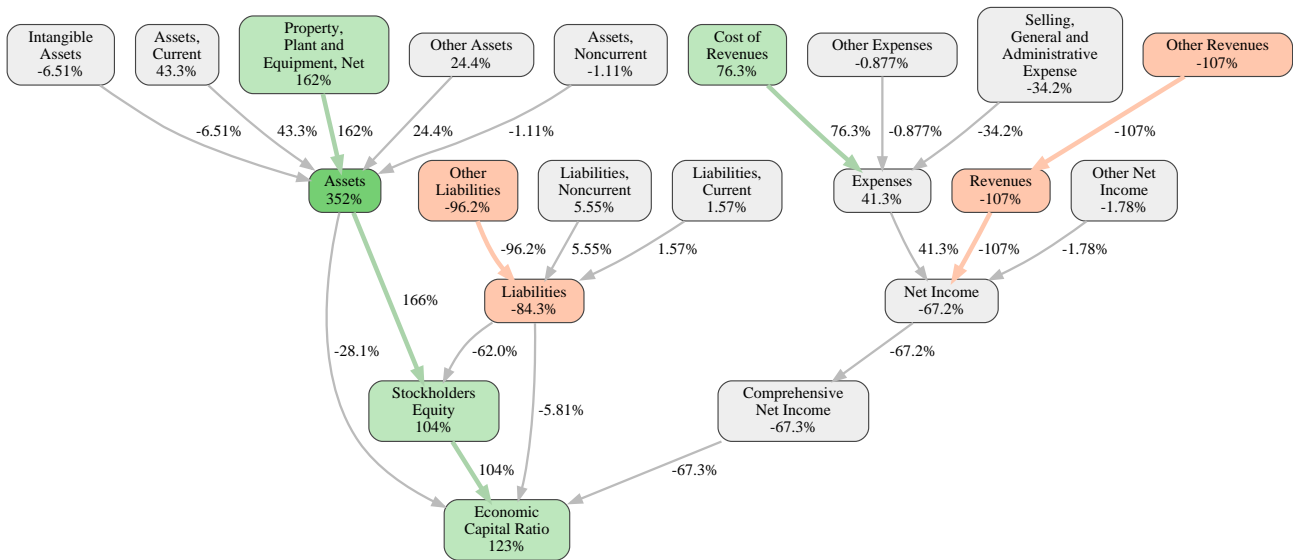 Intangible
Assets
-6.51%
Assets,
Current
43.3%
Property,
Plant and
Equipment, Net
162%
Other Assets
24.4%
Assets,
Noncurrent
-1.11%
Cost of
Revenues
76.3%
Other Expenses
-0.877%
Selling,
General and
Administrative
Expense
-34.2%
Other Revenues
-107%
-6.51%
43.3%
162%
24.4%
-1.11%
76.3%
-0.877%
-34.2%
-107%
Assets
352%
Other
Liabilities
-96.2%
Liabilities,
Noncurrent
5.55%
Liabilities,
Current
1.57%
Expenses
41.3%
Revenues
-107%
Other Net
Income
-1.78%
-96.2%
5.55%
1.57%
41.3%
-107%
-1.78%
166%
Liabilities
-84.3%
Net Income
-67.2%
-28.1%
-62.0%
-67.2%
Stockholders
Equity
104%
-5.81%
Comprehensive
Net Income
-67.3%
104%
-67.3%
Economic
Capital Ratio
123%